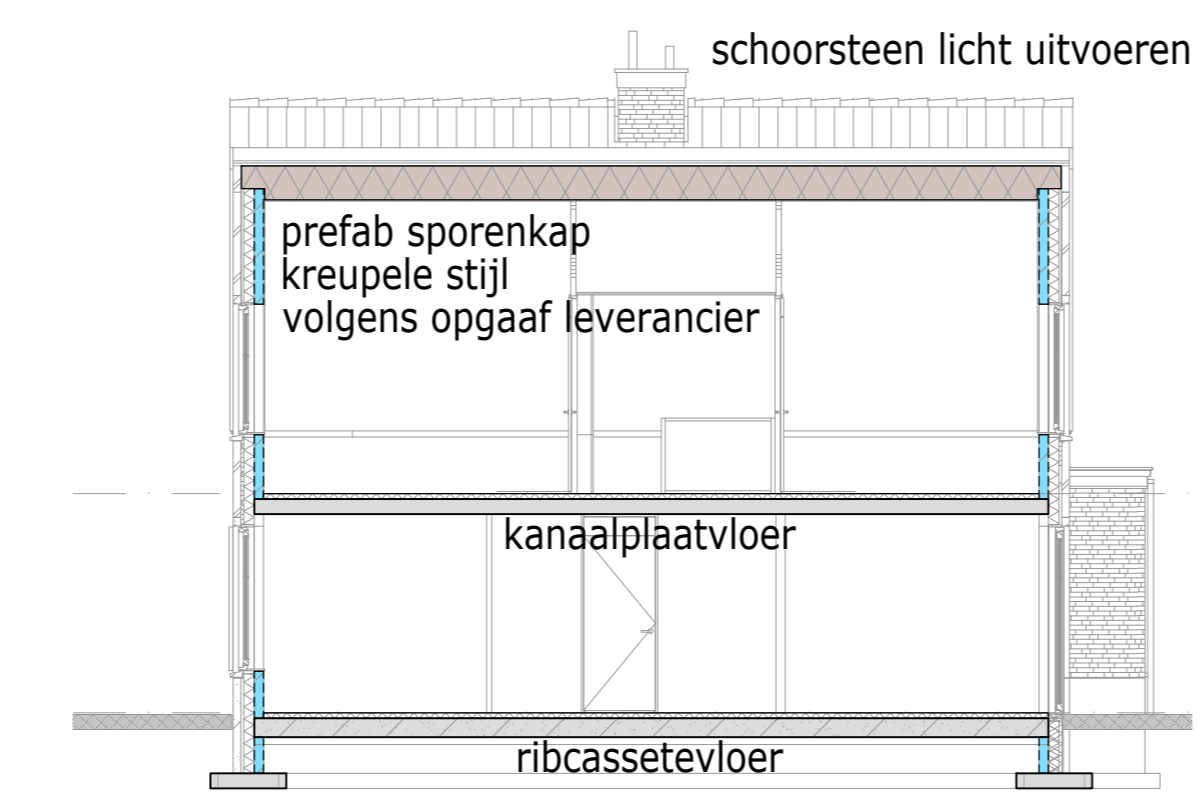 schoorsteen licht uitvoeren
prefab sporenkap
kreupele stijl
volgens opgaaf leverancier
kanaalplaatvloer
ribcassetevloer